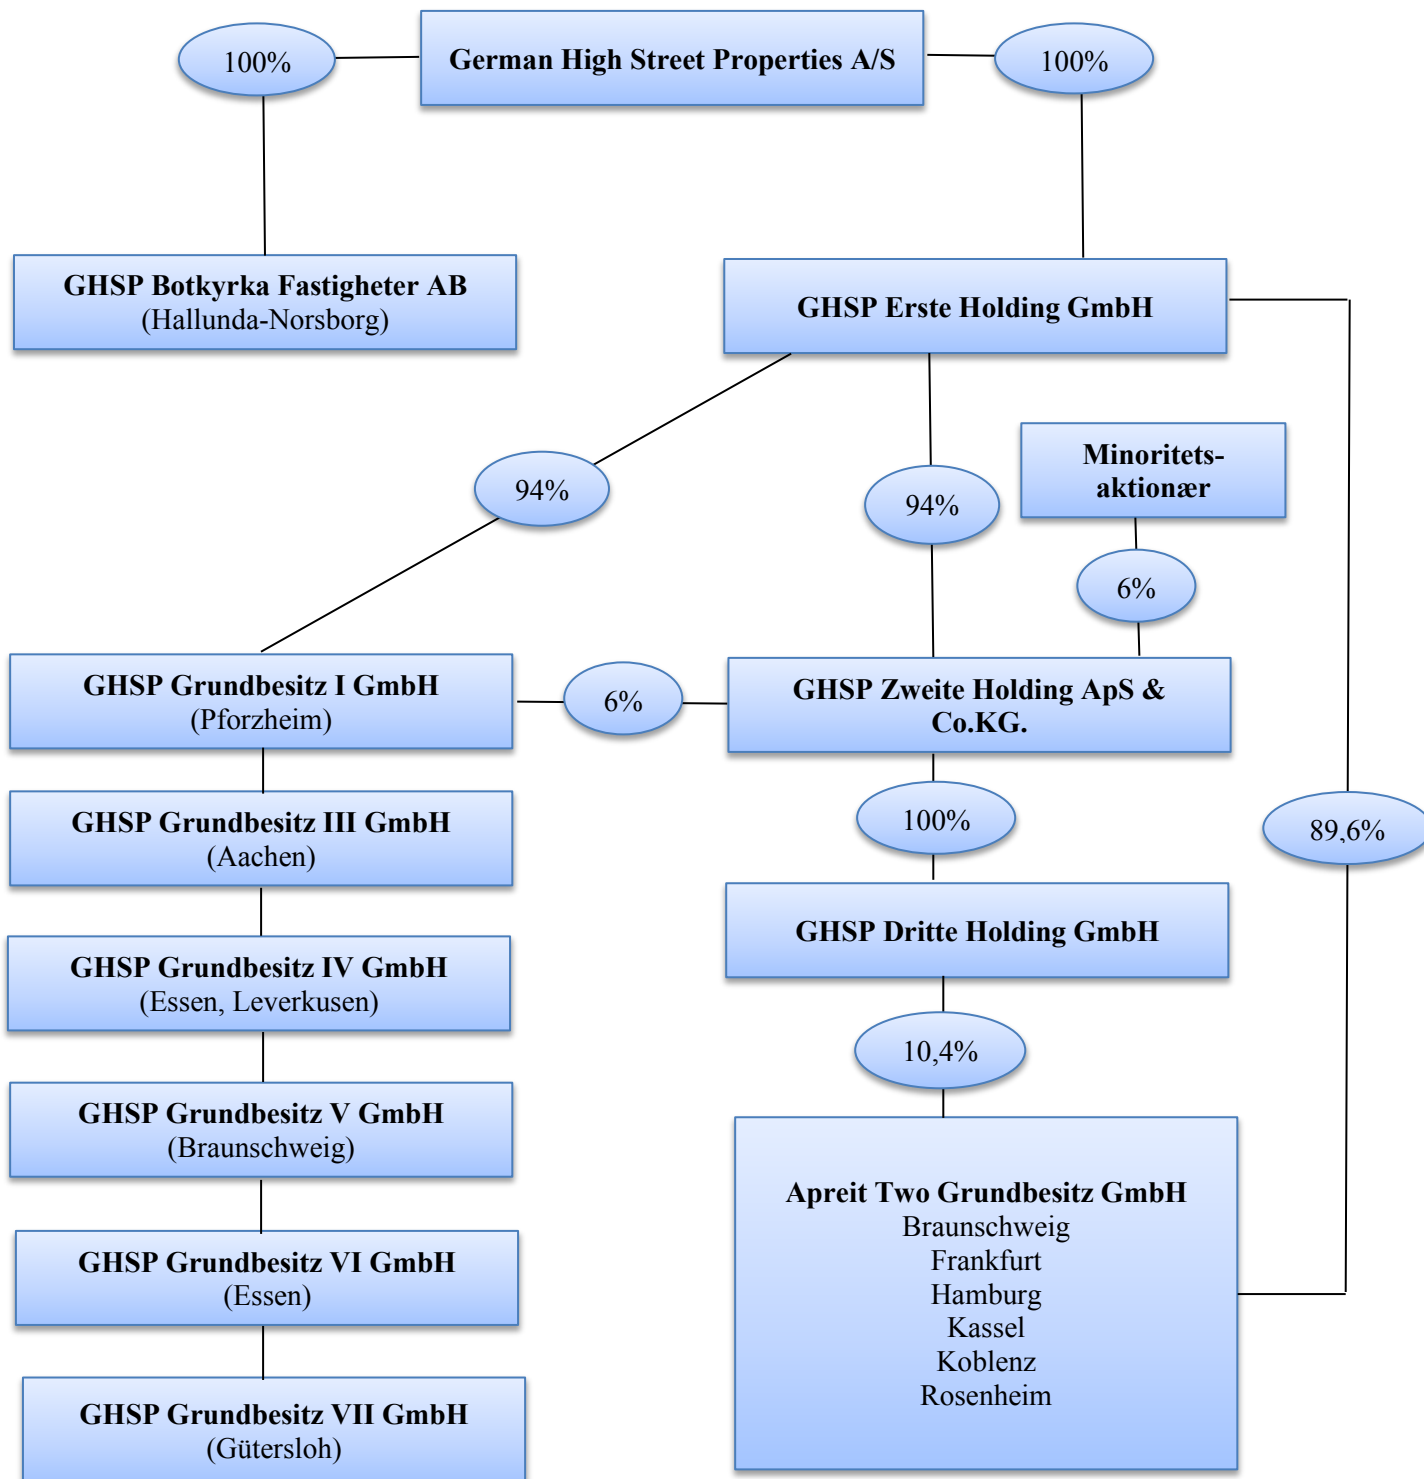 100%
German High Street Properties A/S
100%
GHSP Botkyrka Fastigheter AB
(Hallunda-Norsborg)
GHSP Erste Holding GmbH
94%
94%
Minoritets-
aktionær
6%
GHSP Grundbesitz I GmbH
(Pforzheim)
6%
GHSP Zweite Holding ApS &
Co.KG.
GHSP Grundbesitz III GmbH
(Aachen)
100%
89,6%
GHSP Dritte Holding GmbH
GHSP Grundbesitz IV GmbH
(Essen, Leverkusen)
10,4%
GHSP Grundbesitz V GmbH
(Braunschweig)
Apreit Two Grundbesitz GmbH
Braunschweig
Frankfurt
Hamburg
Kassel
Koblenz
Rosenheim
GHSP Grundbesitz VI GmbH
(Essen)
GHSP Grundbesitz VII GmbH
(Gütersloh)